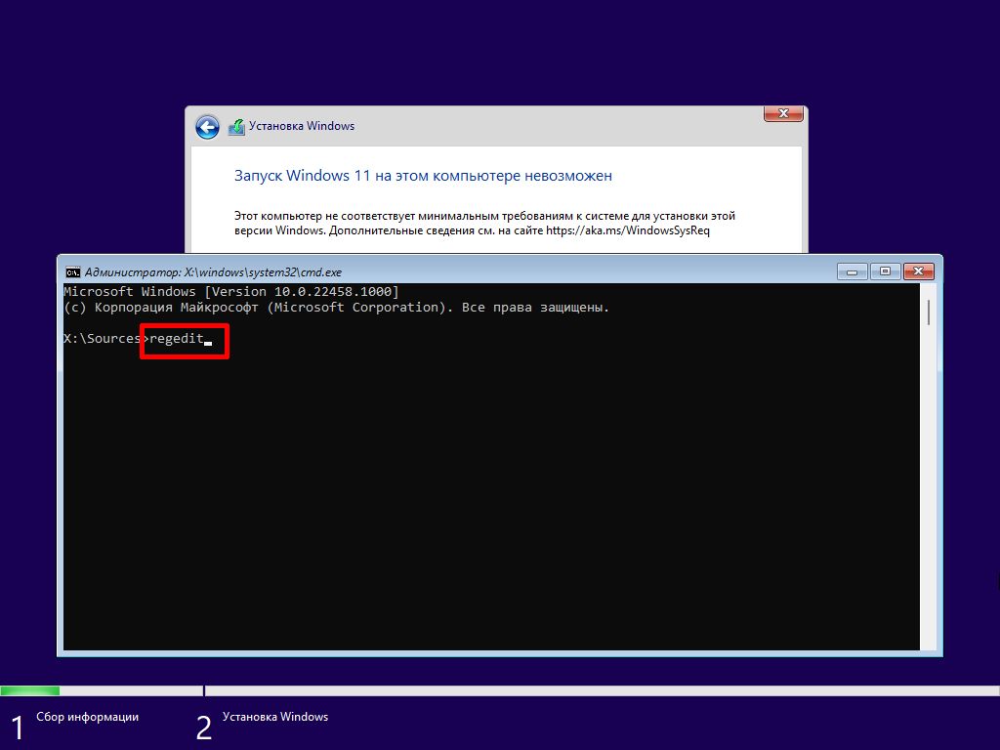 Установка Windows
Запуск Windows 11 на этом компьютере невозможен
Этот компьютер не соответствует минимальным требованиям к системе для установки этой
версии Windows. Дополнительные сведения см. на сайте https://aka.ms/WindowsSysReq
Администратор: X:\windows\system32\cmd.exe
Microsoft Windows [Version 10.0.22458.1000]
(c) Корпорация Майкрософт (Microsoft Corporation). Все права защищены.
X:\Sources>regedit
1 Сбор информации
2 Установка Windows